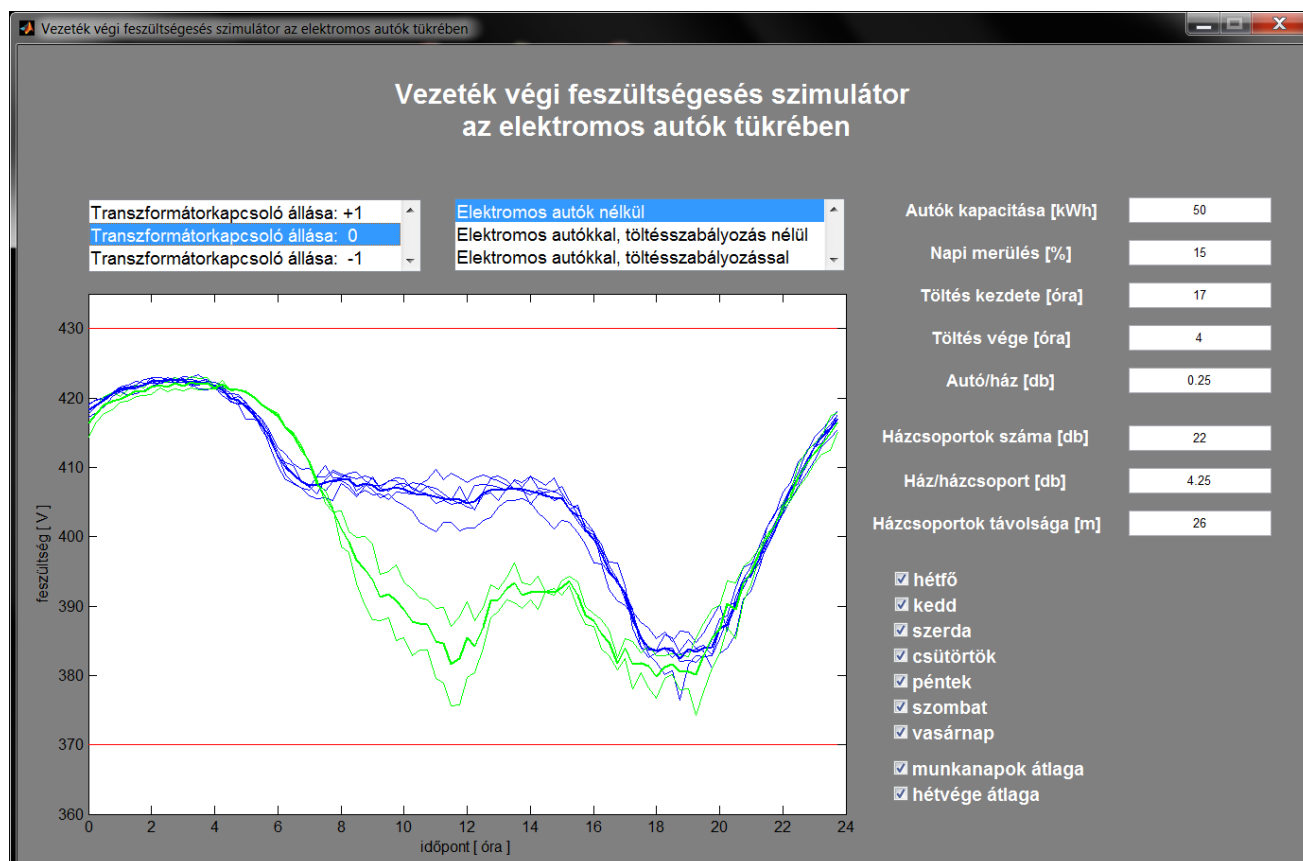 Vezeték végi feszültségesés szimulátor az elektromos autók tükrében
Vezeték végi feszültségesés szimulátor
az elektromos autók tükrében
Transzformátorkapcsoló állása: +1
Transzformátorkapcsoló állása: 0
Transzformátorkapcsoló állása: -1
Elektromos autók nélkül
Elektromos autókkal, töltésszabályozás nélül
Elektromos autókkal, töltésszabályozással
Autók kapacitása [kWh] 50
Napi merülés [%] 15
Töltés kezdete [óra] 17
Töltés vége [óra] 4
Autó/ház [db] 0.25
Házcsoportok száma [db] 22
Ház/házcsoport [db] 4.25
Házcsoportok távolsága [m] 26
hétfő
kedd
szerda
csütörtök
péntek
szombat
vasárnap
munkanapok átlaga
hétvége átlaga
feszültség [ V ]
430
420
410
400
390
380
370
360
0 2 4 6 8 10 12 14 16 18 20 22 24
időpont [ óra ]